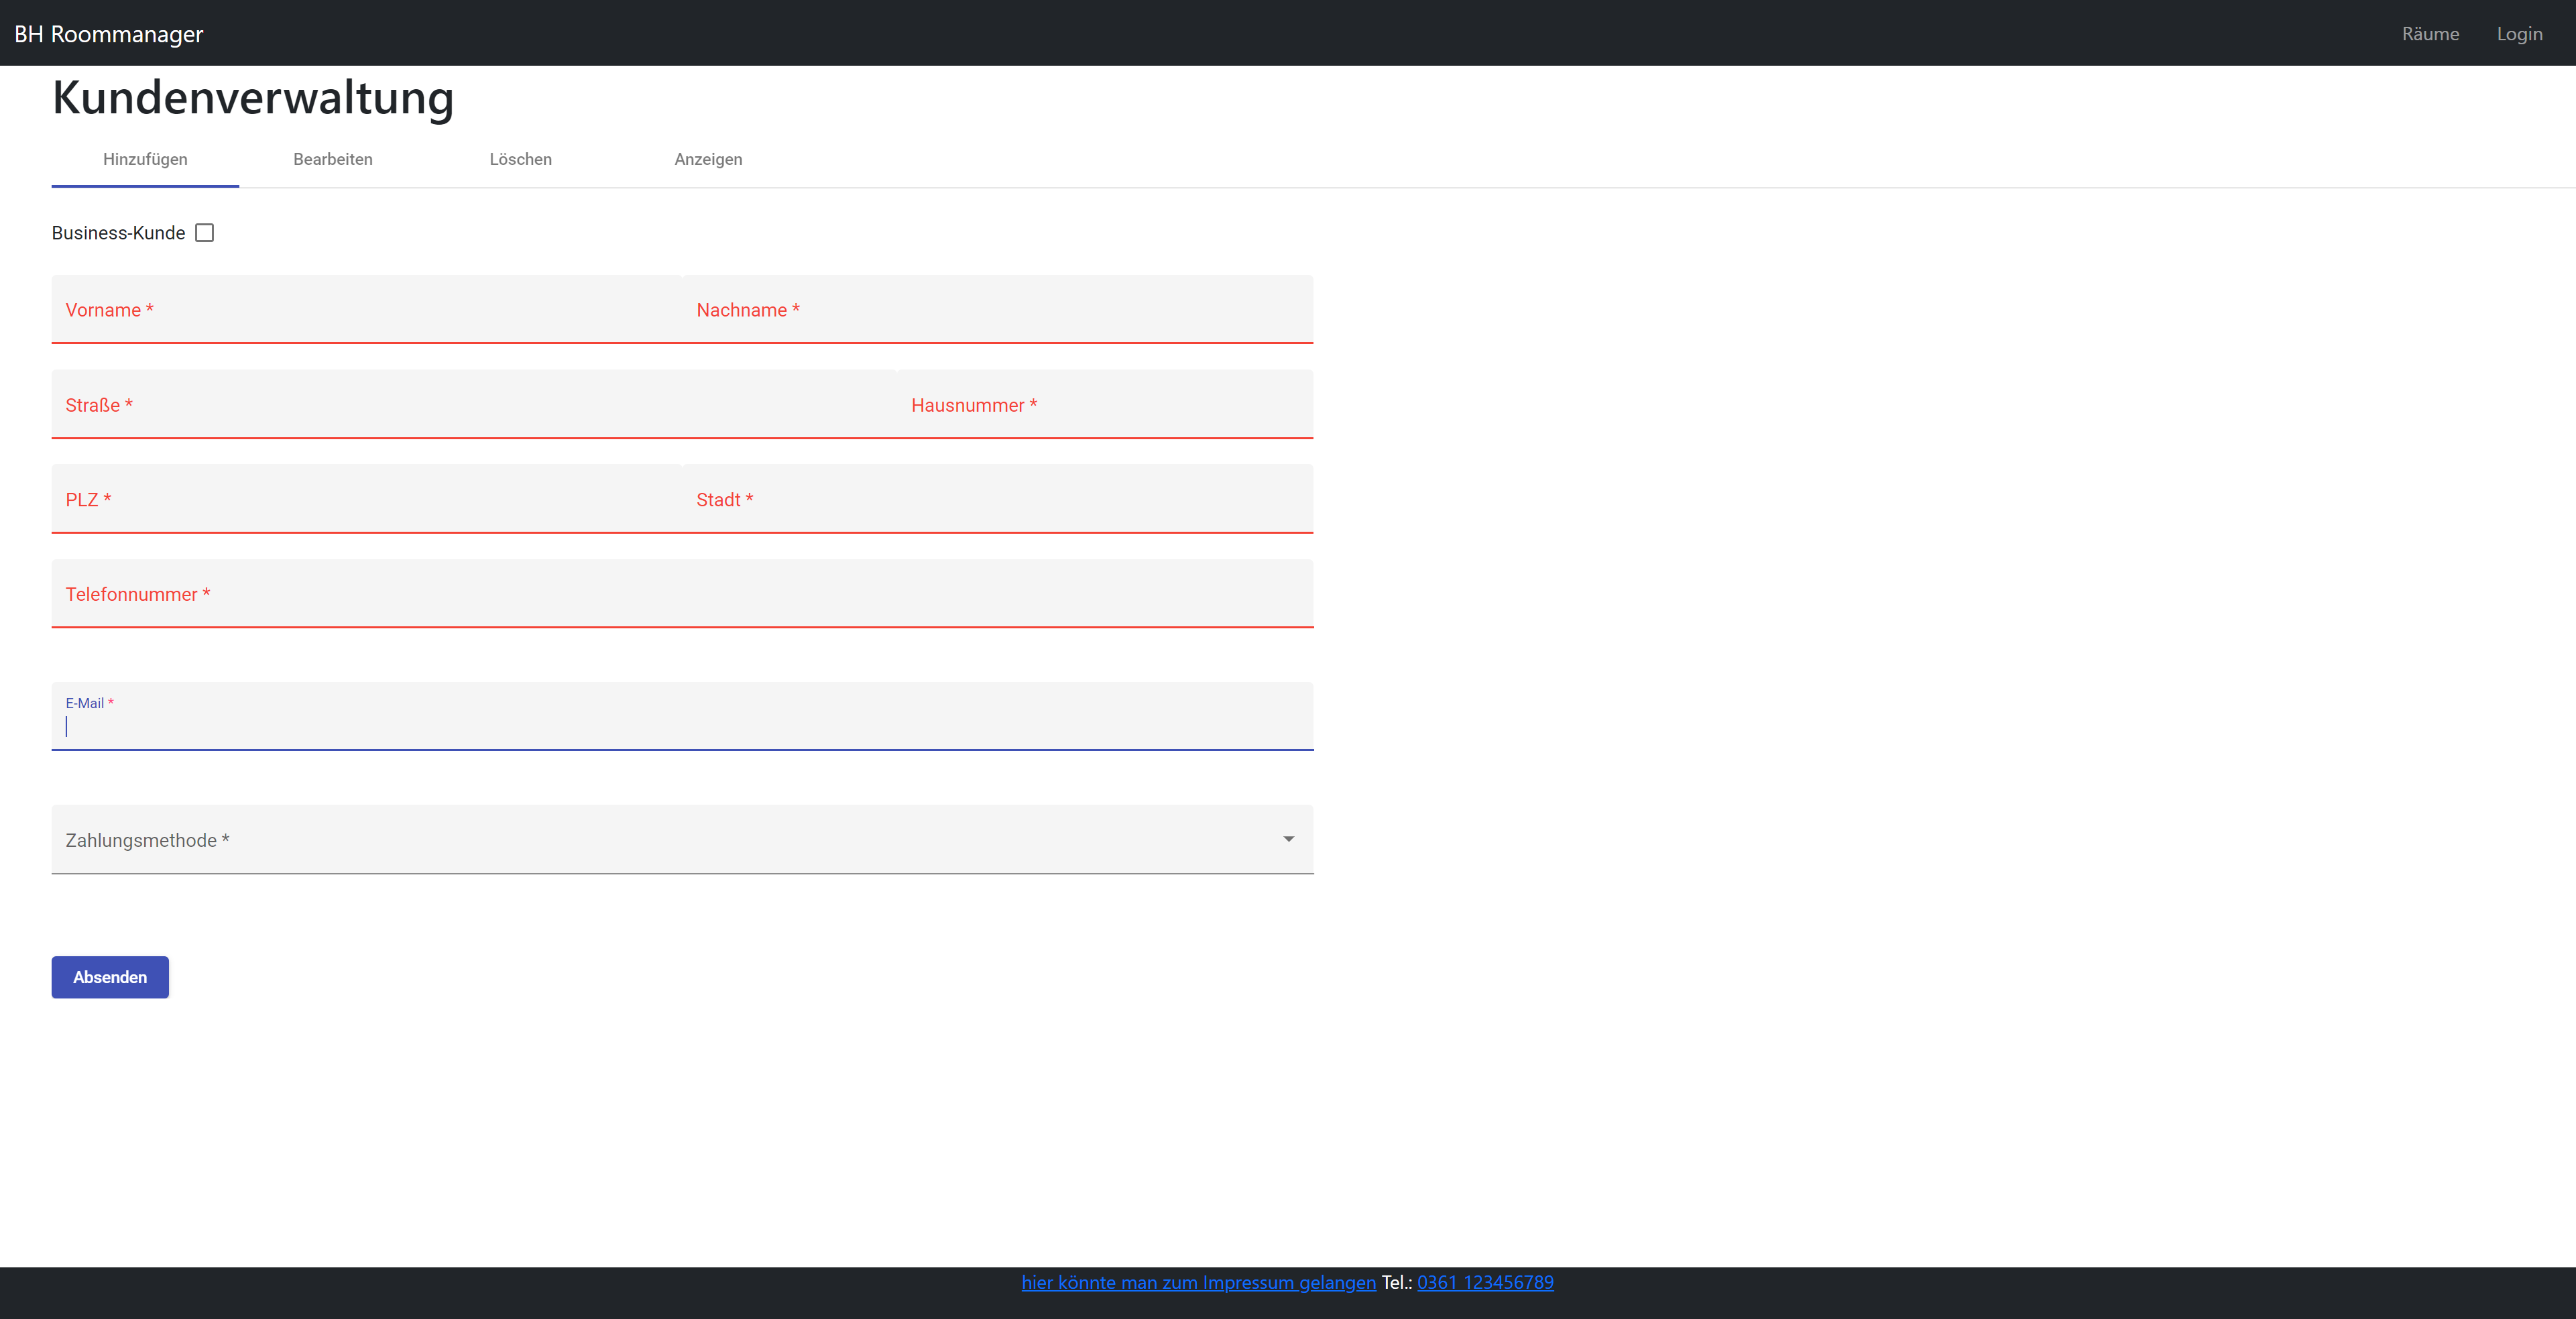 BH Roommanager Räume Login
Kundenverwaltung
Hinzufügen Bearbeiten Löschen Anzeigen
Business-Kunde
Vorname * Nachname *
Straße * Hausnummer *
PLZ * Stadt *
Telefonnummer *
E-Mail *
Zahlungsmethode *
Absenden
hier könnte man zum Impressum gelangen Tel.: 0361 123456789